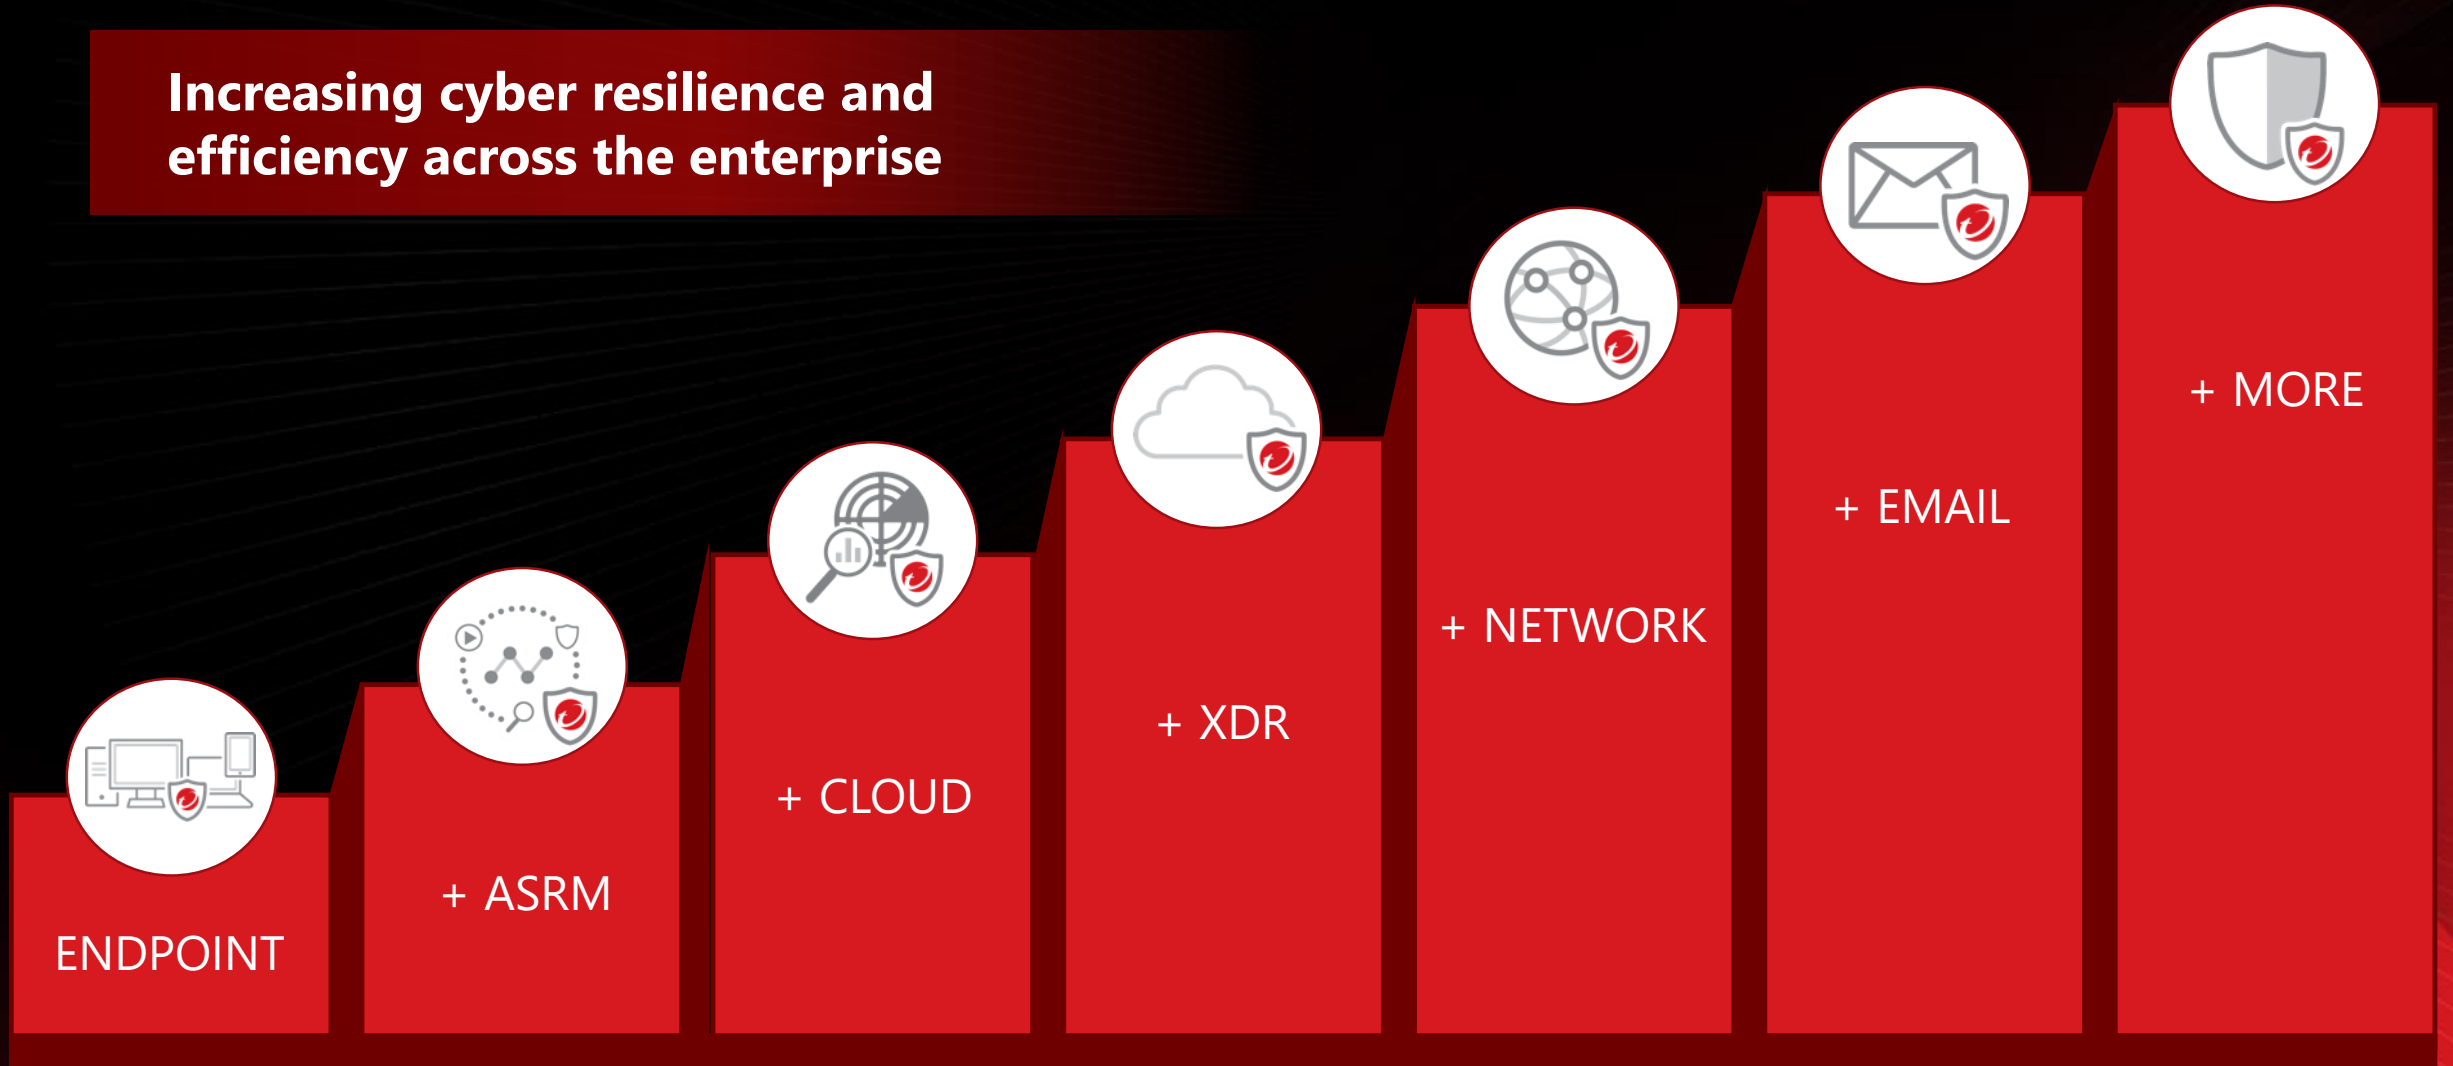 Increasing cyber resilience and
efficiency across the enterprise
ENDPOINT
+ ASRM
+ CLOUD
+ XDR
+ NETWORK
+ EMAIL
+ MORE